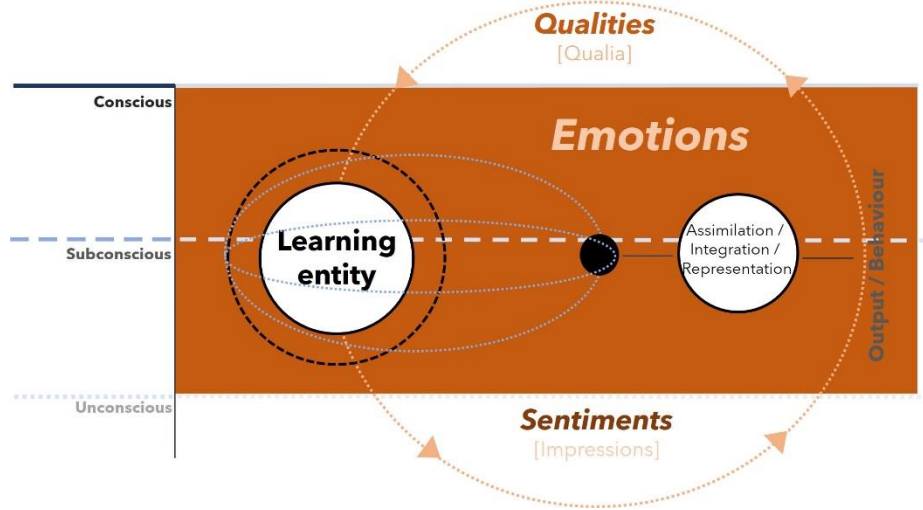 Qualities
[Qualia]
Conscious
Emotions
Learning
entity
Subconscious
Assimilation /
Integration /
Representation
Output / Behaviour
Unconscious
Sentiments
[Impressions]